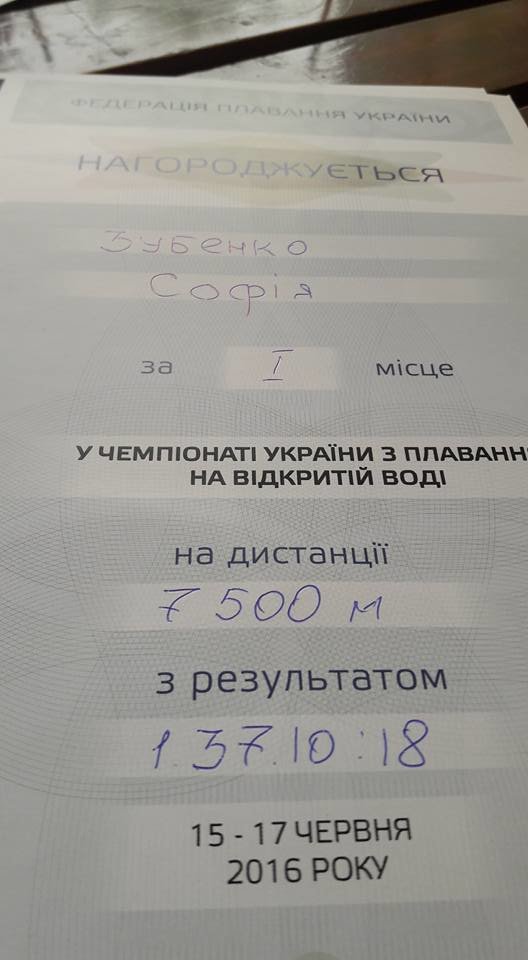 ФЕДЕРАЦІЯ ПЛАВАННЯ УКРАЇНИ
НАГОРОДЖУЄТЬСЯ
Зубенко
Софія
за I місце
У ЧЕМПІОНАТІ УКРАЇНИ З ПЛАВАНН
НА ВІДКРИТІЙ ВОДІ
на дистанції
7 500 м
з результатом
1.37.10:18
15 - 17 ЧЕРВНЯ
2016 РОКУ